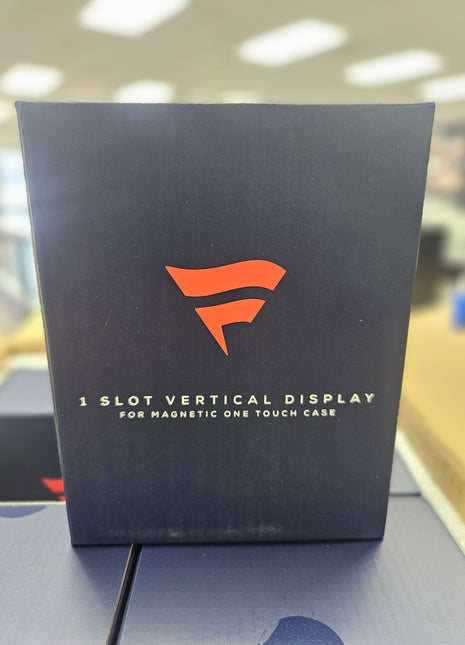 1 SLOT VERTICAL DISPLAY
FOR MAGNETIC ONE TOUCH CASE